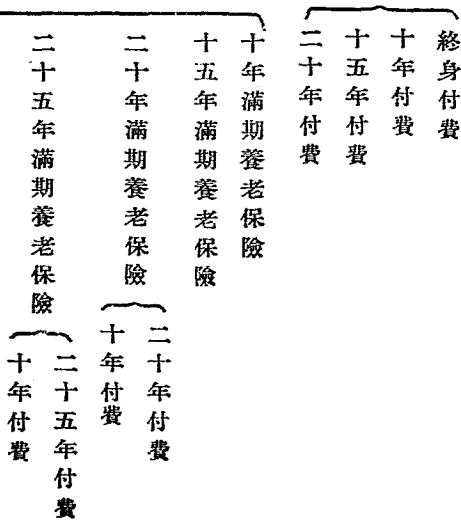 終身付費
十年付費
十五年付費
二十年付費
十年滿期養老保險
十五年滿期養老保險
二十年滿期養老保險
二十年付費
十年付費
二十五年滿期養老保險
二十五年付費
十年付費